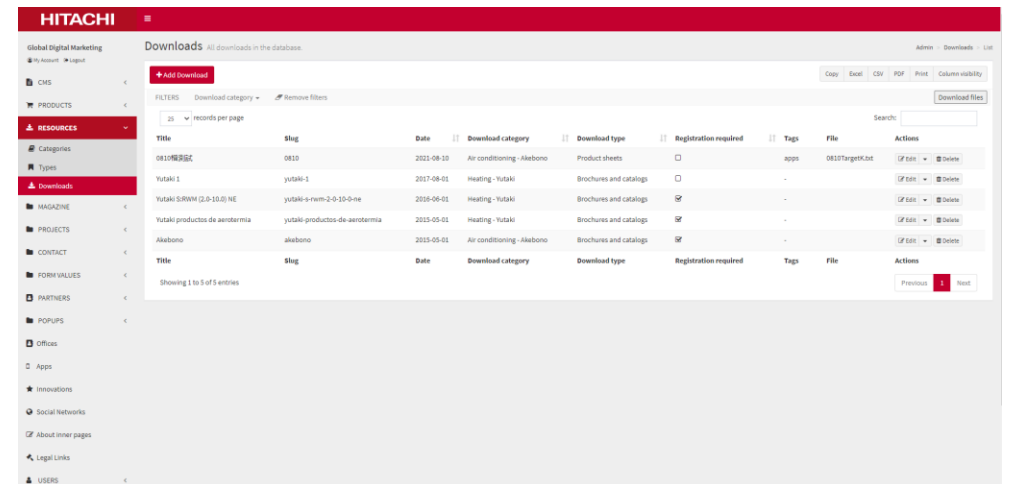 HITACHI
Global Digital Marketing
My Account Logout
Downloads All downloads in the database.
Admin Downloads List
CMS
PRODUCTS
RESOURCES
Categories
Types
Downloads
MAGAZINE
PROJECTS
CONTACT
FORM VALUES
PARTNERS
POPUPS
Offices
Apps
Innovations
Social Networks
About inner pages
Legal Links
USERS
Add Download
Copy Excel CSV PDF Print Column visibility
FILTERS Download category Remove filters
Download files
25 records per page
Search:
Title Slug Date Download category Download type Registration required Tags File Actions
0810 0810 2021-08-10 Air conditioning - Akebono Product sheets apps 0810TargetK.txt Edit Delete
Yutaki 1 yutaki-1 2017-08-01 Heating - Yutaki Brochures and catalogs - Edit Delete
Yutaki S:RWM (2,0-10,0) NE yutaki-s-rwm-2-0-10-0-ne 2016-06-01 Heating - Yutaki Brochures and catalogs - Edit Delete
Yutaki productos de aerotermia yutaki-productos-de-aerotermia 2015-05-01 Heating - Yutaki Brochures and catalogs - Edit Delete
Akebono akebono 2015-05-01 Air conditioning - Akebono Brochures and catalogs - Edit Delete
Title Slug Date Download category Download type Registration required Tags File Actions
Showing 1 to 5 of 5 entries
Previous 1 Next